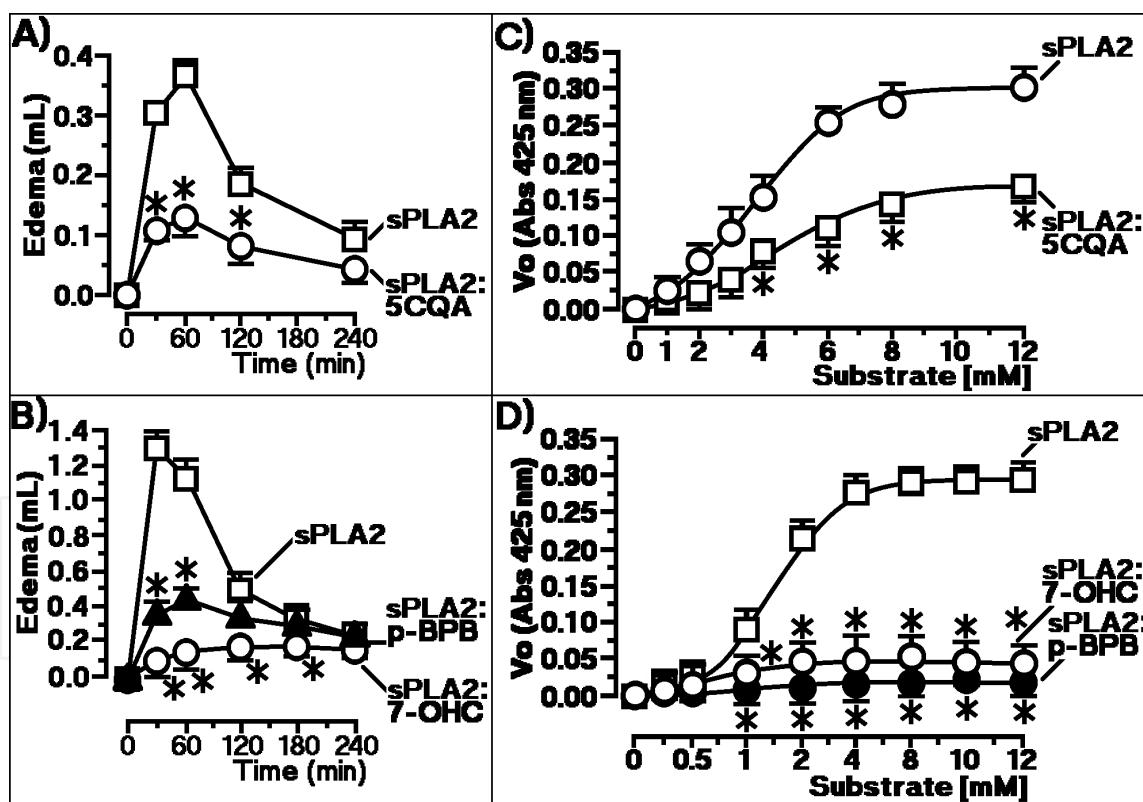 A)
Edema (mL)
0.4
0.3
0.2
0.1
0.0
* * *
sPLA2
sPLA2:
5CQA
0 60 120 180 240
Time (min)
C)
Vo (Abs 425 nm)
0.35
0.30
0.25
0.20
0.15
0.10
0.05
0.00
sPLA2
sPLA2:
5CQA
* * * *
0 1 2 4 6 8 10 12
Substrate [mM]
B)
Edema (mL)
1.4
1.2
1.0
0.8
0.6
0.4
0.2
0.0
sPLA2
* *
sPLA2:
p-BPB
* * * *
sPLA2:
7-OHC
0 60 120 180 240
Time (min)
D)
Vo (Abs 425 nm)
0.35
0.30
0.25
0.20
0.15
0.10
0.05
0.00
sPLA2
sPLA2:
7-OHC
sPLA2:
p-BPB
* * * * * *
* * * * * *
0 0.5 1 2 4 8 10 12
Substrate [mM]